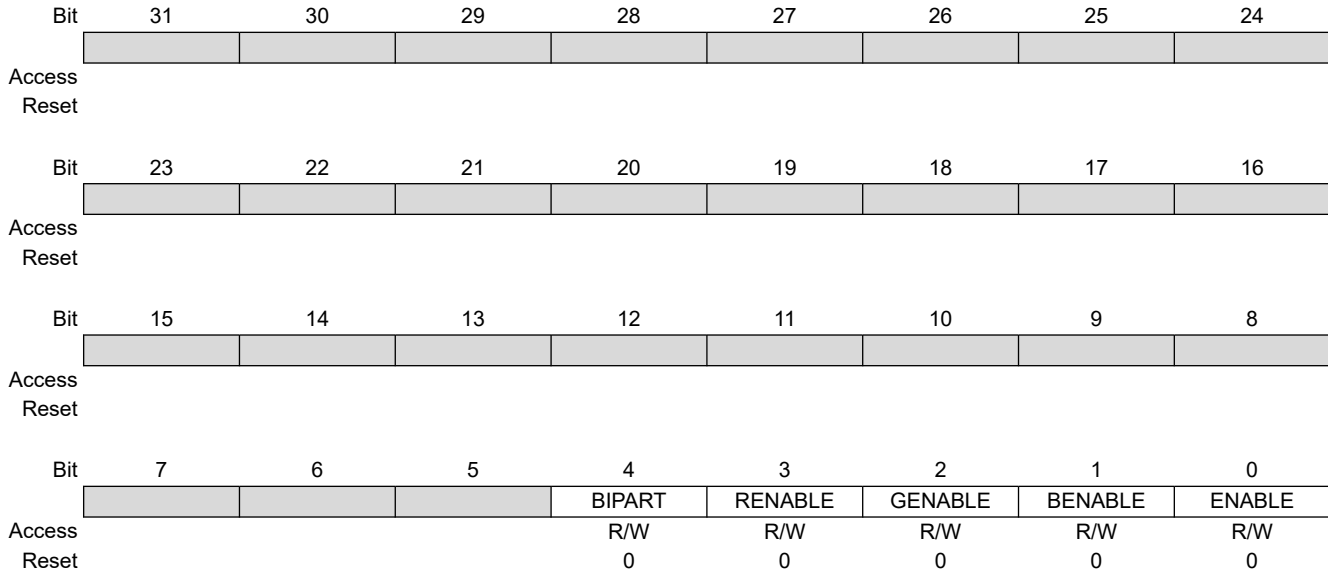 Bit 31 30 29 28 27 26 25 24
Access
Reset
Bit 23 22 21 20 19 18 17 16
Access
Reset
Bit 15 14 13 12 11 10 9 8
Access
Reset
Bit 7 6 5 4 3 2 1 0
BIPART RENABLE GENABLE BENABLE ENABLE
Access R/W R/W R/W R/W R/W
Reset 0 0 0 0 0